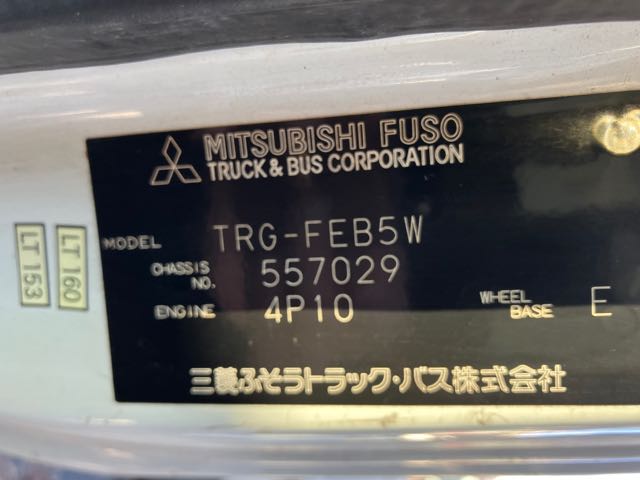 MITSUBISHI FUSO
TRUCK & BUS CORPORATION
MODEL TRG-FEB5W
CHASSIS NO. 557029
ENGINE 4P10 WHEEL BASE E
三菱ふそうトラック・バス株式会社
LT 153
LT 160